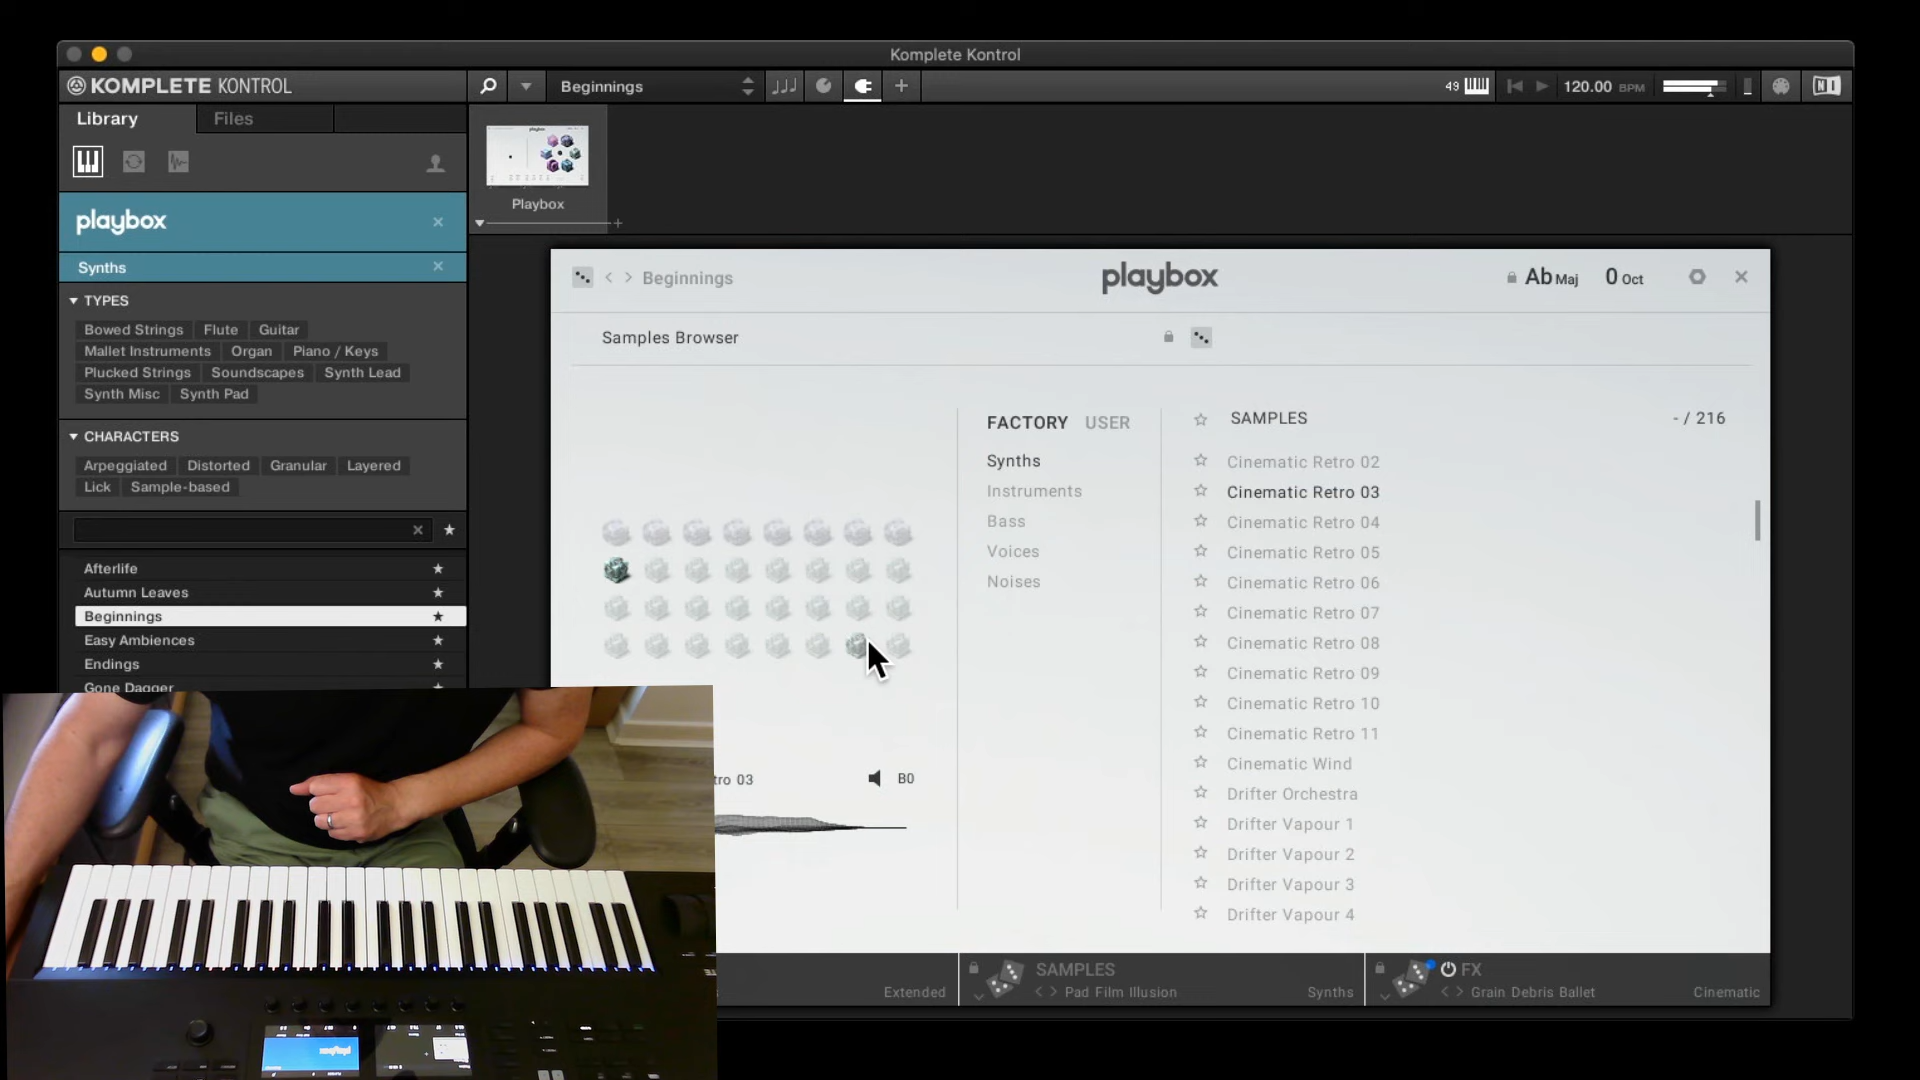 Komplete Kontrol
KOMPLETE KONTROL
Beginnings
49
120.00 BPM
Library
Files
playbox
Playbox
Synths
TYPES
Bowed Strings Flute Guitar
Mallet Instruments Organ Piano / Keys
Plucked Strings Soundscapes Synth Lead
Synth Misc Synth Pad
CHARACTERS
Arpeggiated Distorted Granular Layered
Lick Sample-based
Afterlife
Autumn Leaves
Beginnings
Easy Ambiences
Endings
Gone Dagger
Beginnings
playbox
Ab Maj
0 Oct
Samples Browser
FACTORY USER
Synths
Instruments
Bass
Voices
Noises
SAMPLES
- / 216
Cinematic Retro 02
Cinematic Retro 03
Cinematic Retro 04
Cinematic Retro 05
Cinematic Retro 06
Cinematic Retro 07
Cinematic Retro 08
Cinematic Retro 09
Cinematic Retro 10
Cinematic Retro 11
Cinematic Wind
Drifter Orchestra
Drifter Vapour 1
Drifter Vapour 2
Drifter Vapour 3
Drifter Vapour 4
tro 03
B0
Extended
SAMPLES
Pad Film Illusion
Synths
FX
Grain Debris Ballet
Cinematic